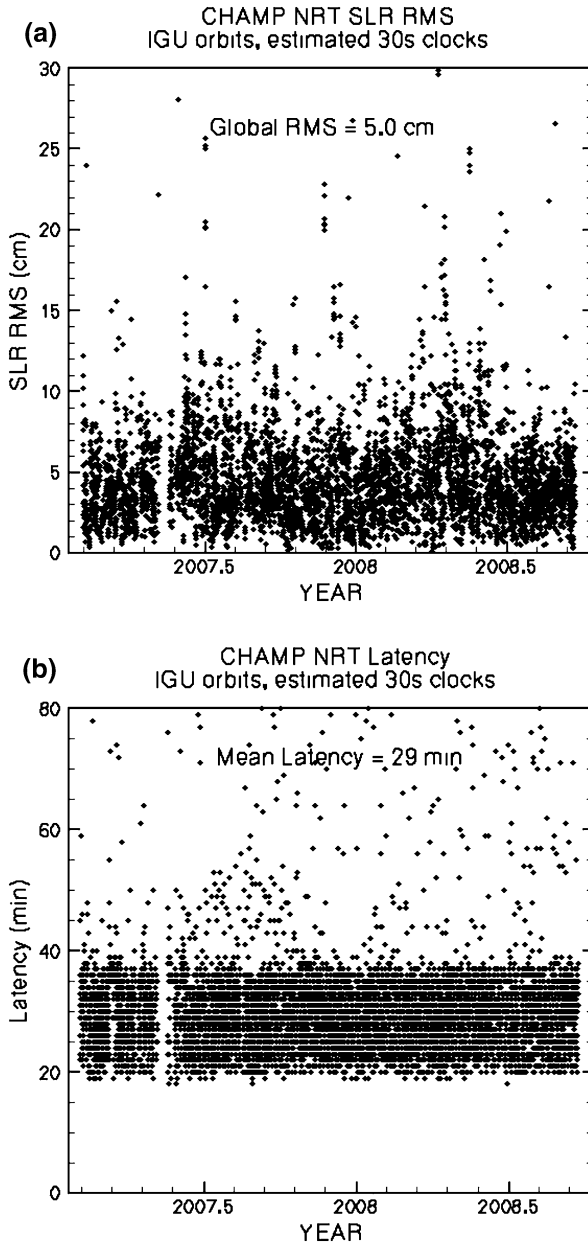 (a)
CHAMP NRT SLR RMS
IGU orbits, estimated 30s clocks
30
Global RMS = 5.0 cm
25
20
15
10
5
0
SLR RMS (cm)
2007.5
2008
2008.5
YEAR
(b)
CHAMP NRT Latency
IGU orbits, estimated 30s clocks
80
Mean Latency = 29 min
60
40
20
0
Latency (min)
2007.5
2008
2008.5
YEAR